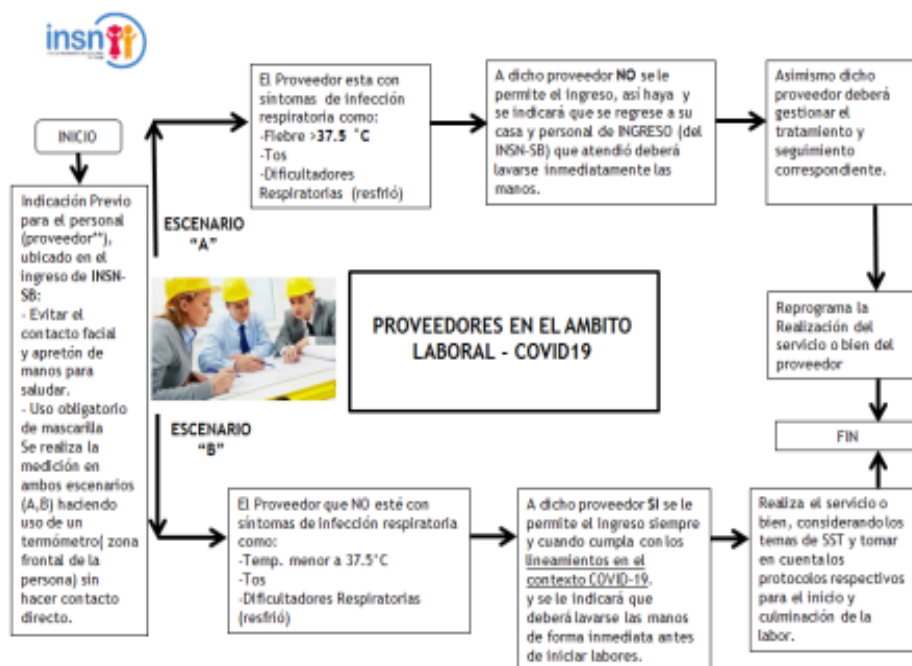 insn
INICIO
Indicación Previo
para el personal
(proveedor**),
ubicado en el
ingreso de INSN-
SB:
- Evitar el
contacto facial
y apretón de
manos para
saludar.
- Uso obligatorio
de mascarilla
Se realiza la
medición en
ambos escenarios
(A,B) haciendo
uso de un
termómetro( zona
frontal de la
persona) sin
hacer contacto
directo.
ESCENARIO
"A"
El Proveedor esta con
síntomas de infección
respiratoria como:
-Fiebre >37.5 °C
-Tos
-Dificultadores
Respiratorias (resfrió)
A dicho proveedor NO se le
permite el ingreso, así haya y
se indicará que se regrese a su
casa y personal de INGRESO (del
INSN-SB) que atendió deberá
lavarse inmediatamente las
manos.
Asimismo dicho
proveedor deberá
gestionar el
tratamiento y
seguimiento
correspondiente.
Reprograma la
Realización del
servicio o bien del
proveedor
FIN
PROVEEDORES EN EL AMBITO
LABORAL - COVID19
ESCENARIO
"B"
El Proveedor que NO esté con
síntomas de infección respiratoria
como:
-Temp. menor a 37.5°C
-Tos
-Dificultadores Respiratorias
(resfrió)
A dicho proveedor SI se le
permite el ingreso siempre
y cuando cumpla con los
lineamientos en el
contexto COVID-19.
y se le indicará que
deberá lavarse las manos
de forma inmediata antes
de iniciar labores.
Realiza el servicio o
bien, considerando los
temas de SST y tomar
en cuenta los
protocolos respectivos
para el inicio y
culminación de la
labor.